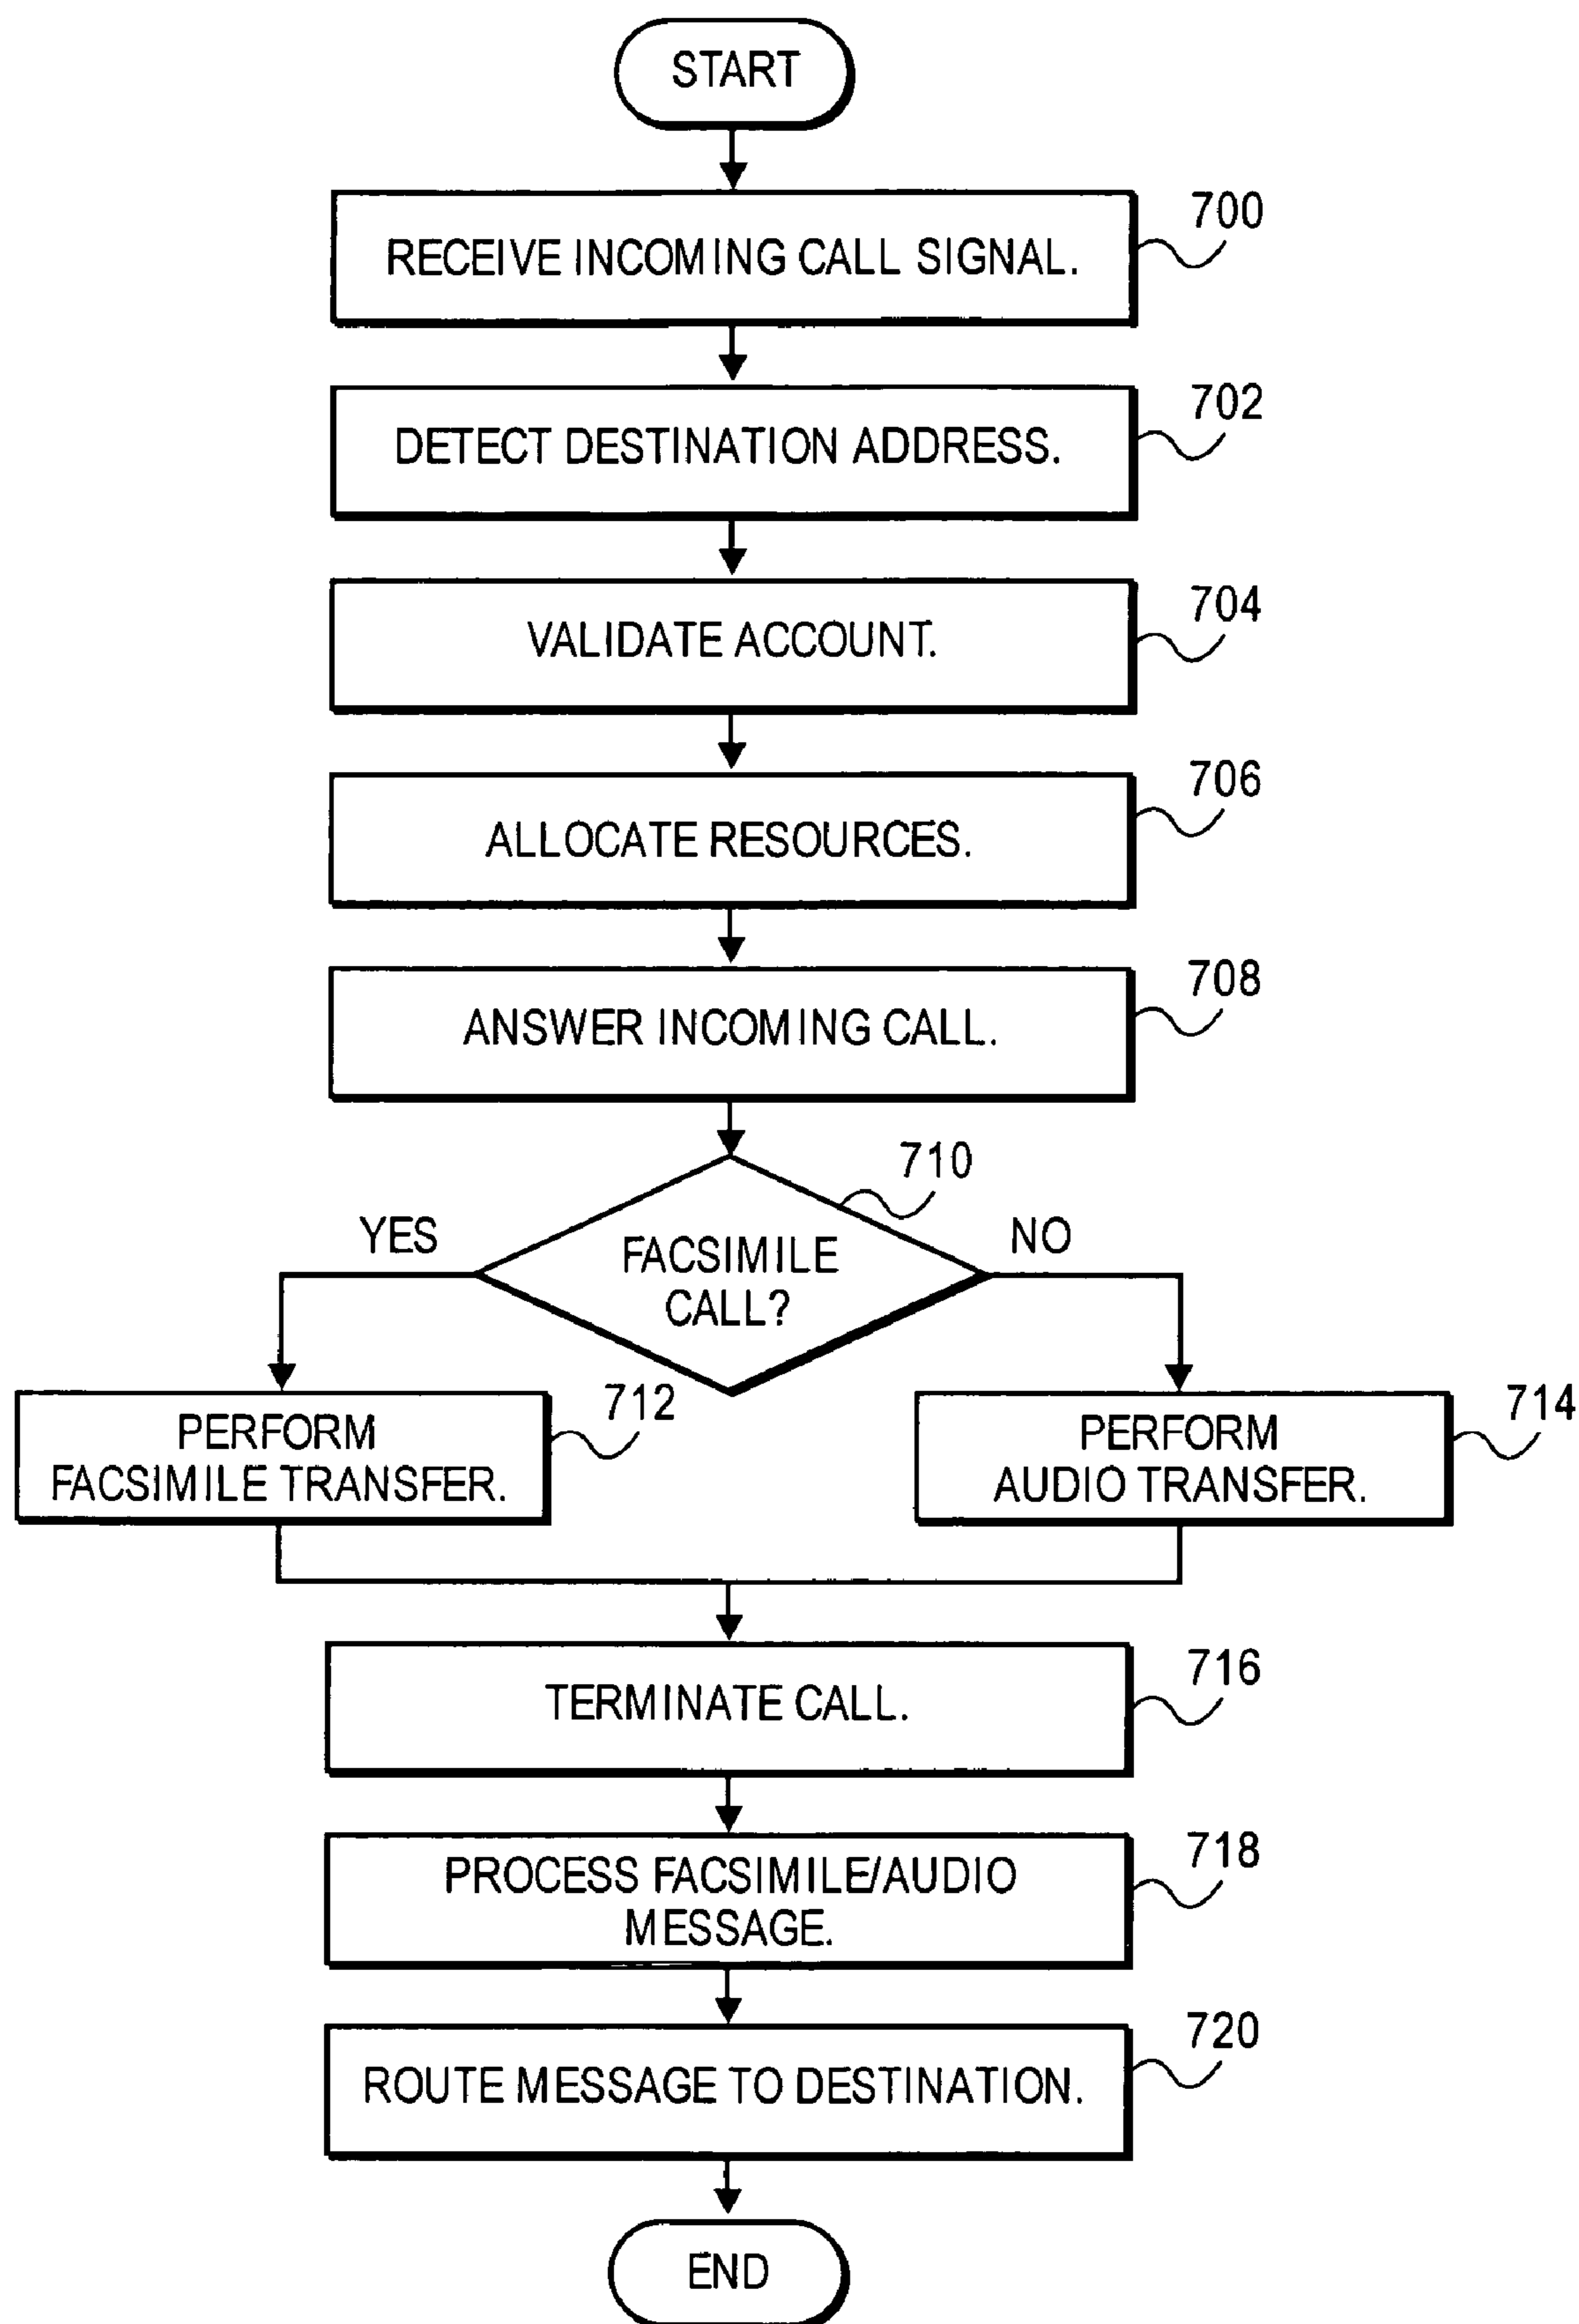 START
700
RECEIVE INCOMING CALL SIGNAL.
702
DETECT DESTINATION ADDRESS.
704
VALIDATE ACCOUNT.
706
ALLOCATE RESOURCES.
708
ANSWER INCOMING CALL.
710
YES
NO
FACSIMILE
CALL?
712
PERFORM
FACSIMILE TRANSFER.
714
PERFORM
AUDIO TRANSFER.
716
TERMINATE CALL.
718
PROCESS FACSIMILE/AUDIO
MESSAGE.
720
ROUTE MESSAGE TO DESTINATION.
END